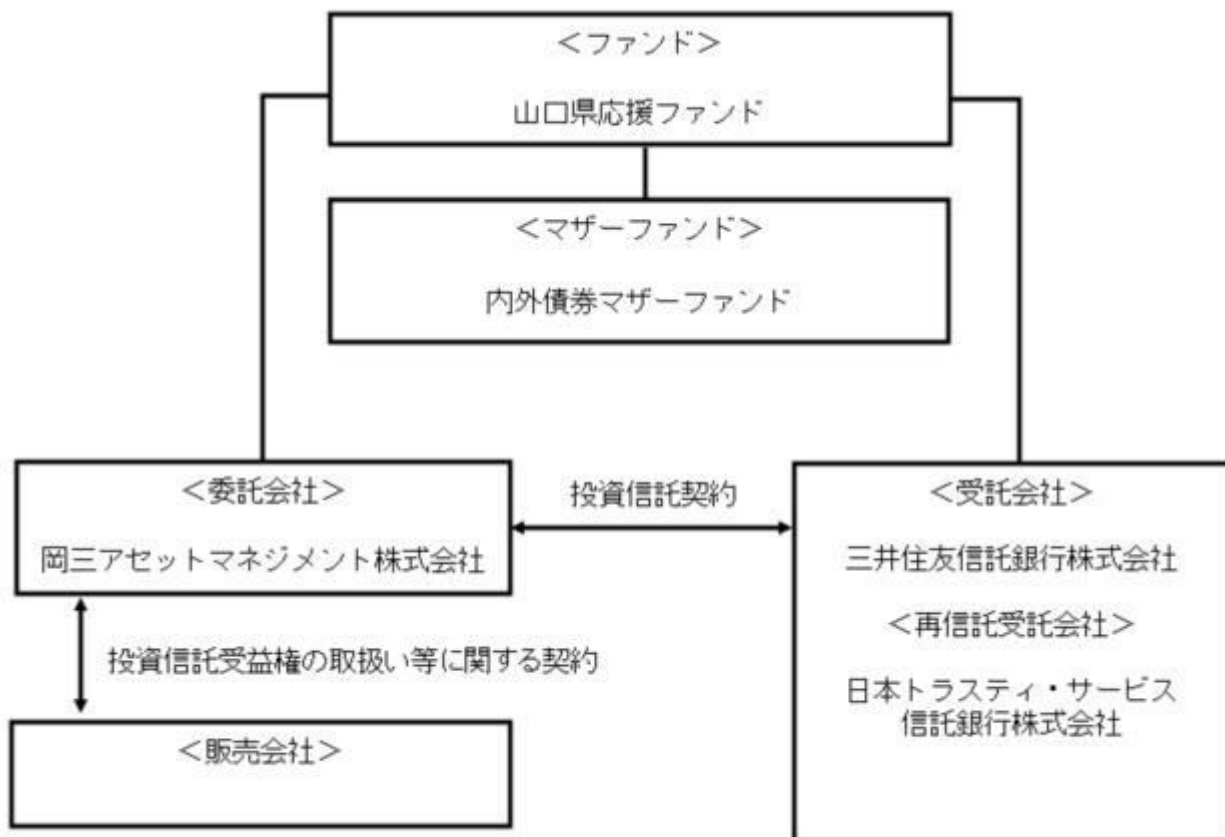 ＜ファンド＞
山口県応援ファンド
＜マザーファンド＞
内外債券マザーファンド
＜委託会社＞
岡三アセットマネジメント株式会社
投資信託契約
＜受託会社＞
三井住友信託銀行株式会社
＜再信託受託会社＞
日本トラスティ・サービス
信託銀行株式会社
投資信託受益権の取扱い等に関する契約
＜販売会社＞